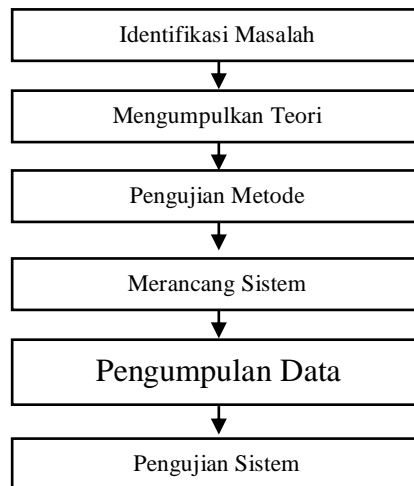 Identifikasi Masalah
Mengumpulkan Teori
Pengujian Metode
Merancang Sistem
Pengumpulan Data
Pengujian Sistem